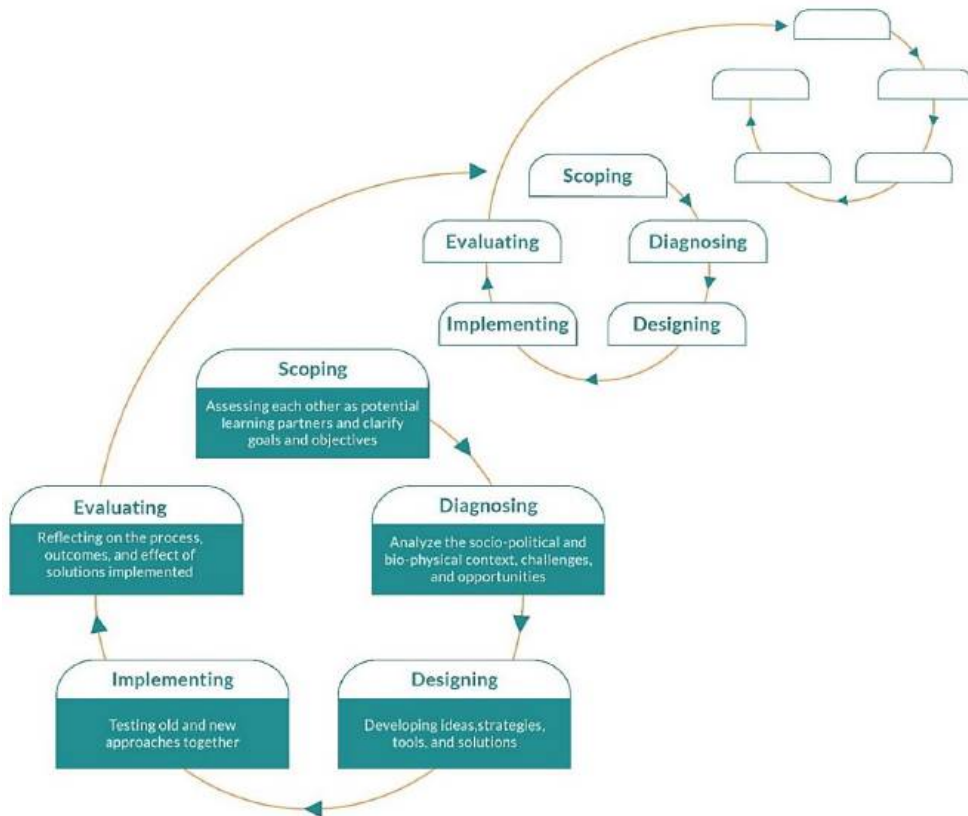 Scoping
Evaluating
Diagnosing
Implementing
Designing
Scoping
Assessing each other as potential
learning partners and clarify
goals and objectives
Evaluating
Reflecting on the process,
outcomes, and effect of
solutions implemented
Diagnosing
Analyze the socio-political and
bio-physical context, challenges,
and opportunities
Implementing
Testing old and new
approaches together
Designing
Developing ideas,strategies,
tools, and solutions